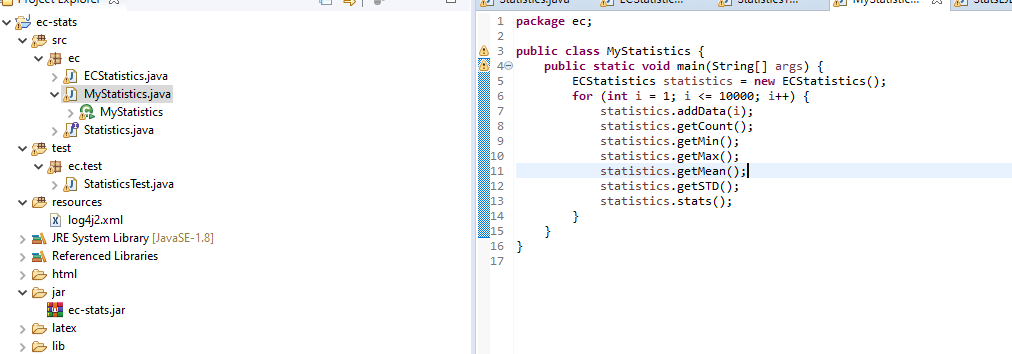 Project Explorer
ec-stats
src
ec
ECStatistics.java
MyStatistics.java
MyStatistics
Statistics.java
test
ec.test
StatisticsTest.java
resources
log4j2.xml
JRE System Library [JavaSE-1.8]
Referenced Libraries
html
jar
ec-stats.jar
latex
lib
Statistics.java
1 package ec;
2
3 public class MyStatistics {
4 public static void main(String[] args) {
5 ECStatistics statistics = new ECStatistics();
6 for (int i = 1; i <= 10000; i++) {
7 statistics.addData(i);
8 statistics.getCount();
9 statistics.getMin();
10 statistics.getMax();
11 statistics.getMean();
12 statistics.getSTD();
13 statistics.stats();
14 }
15 }
16 }
17